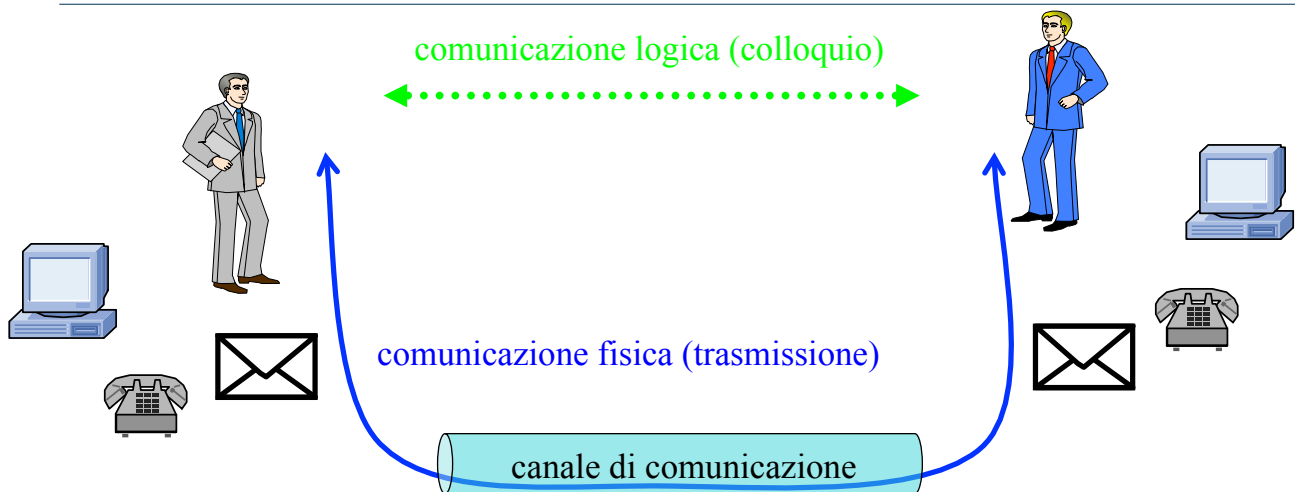 comunicazione logica (colloquio)
comunicazione fisica (trasmissione)
canale di comunicazione